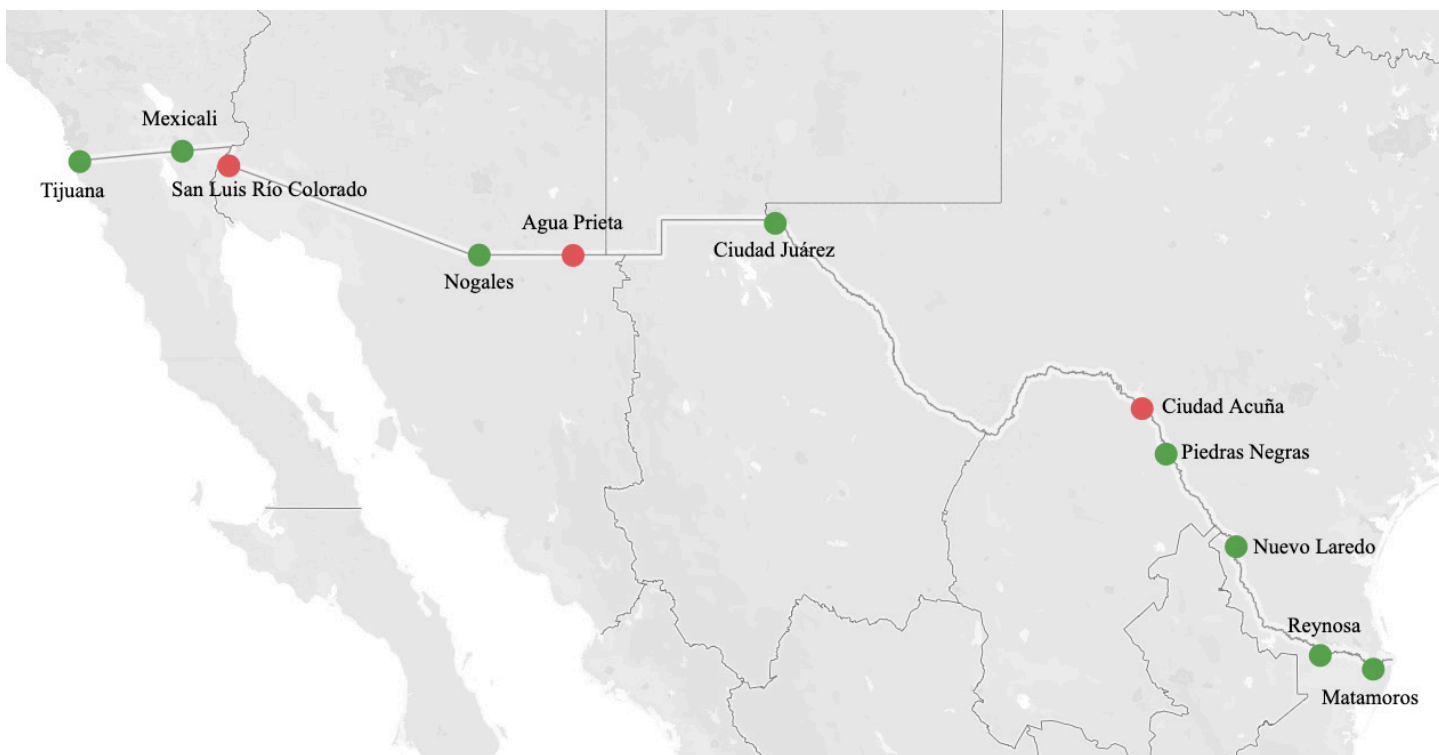 Mexicali
Tijuana
San Luis Río Colorado
Agua Prieta
Nogales
Ciudad Juárez
Ciudad Acuña
Piedras Negras
Nuevo Laredo
Reynosa
Matamoros